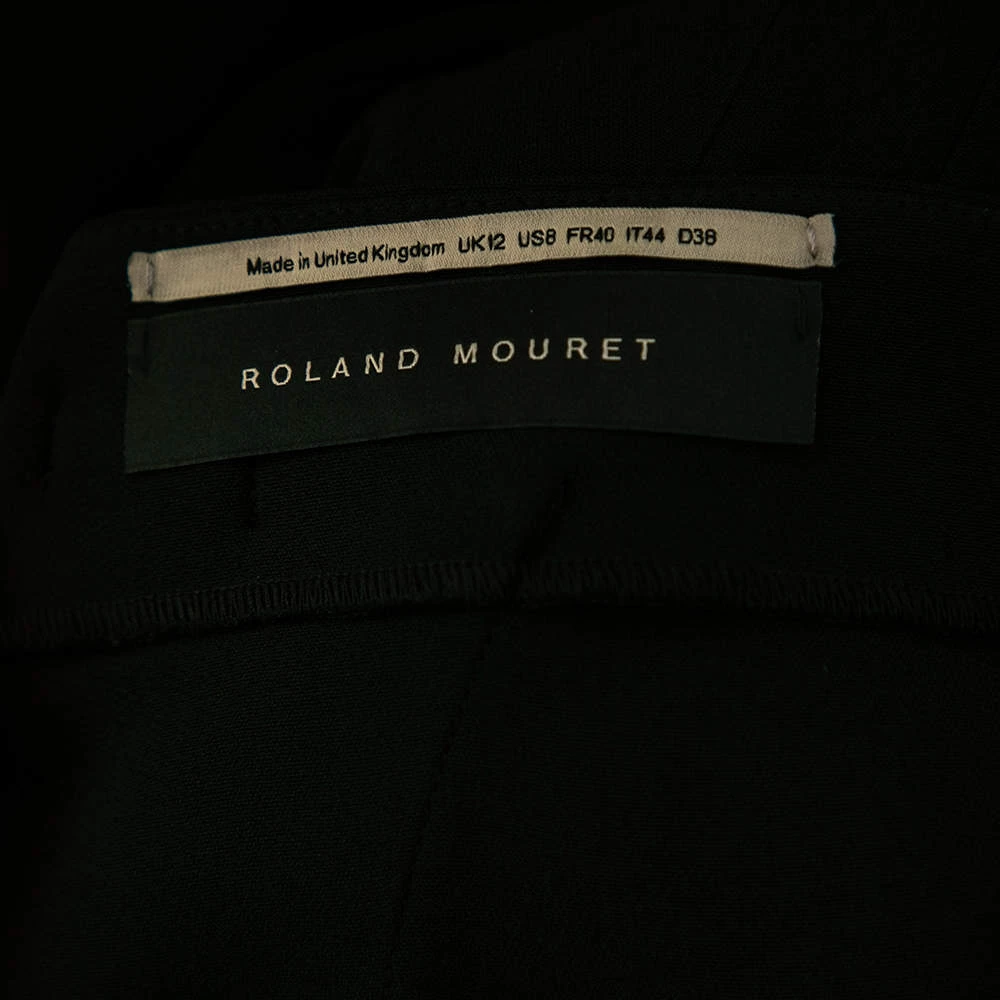 Made in United Kingdom UK12 US8 FR40 IT44 D38
ROLAND MOURET